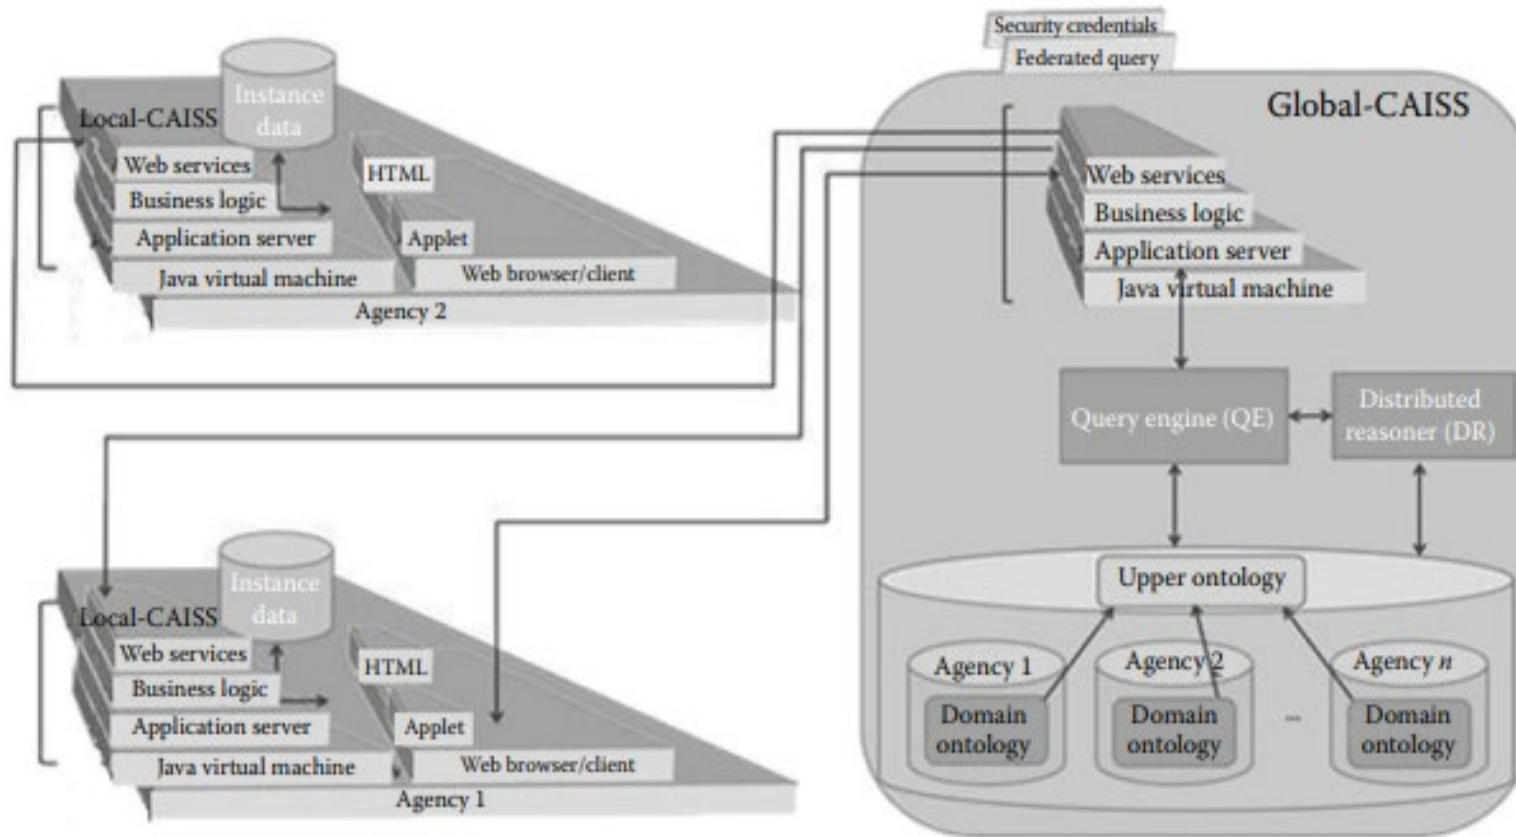 Security credentials
Federated query
Global-CAISS
Web services
Business logic
Application server
Java virtual machine
Query engine (QE)
Distributed
reasoner (DR)
Upper ontology
Agency 1
Domain
ontology
Agency 2
Domain
ontology
...
Agency n
Domain
ontology
Instance
data
Local-CAISS
Web services
Business logic
Application server
Java virtual machine
HTML
Applet
Web browser/client
Agency 2
Instance
data
Local-CAISS
Web services
Business logic
Application server
Java virtual machine
HTML
Applet
Web browser/client
Agency 1